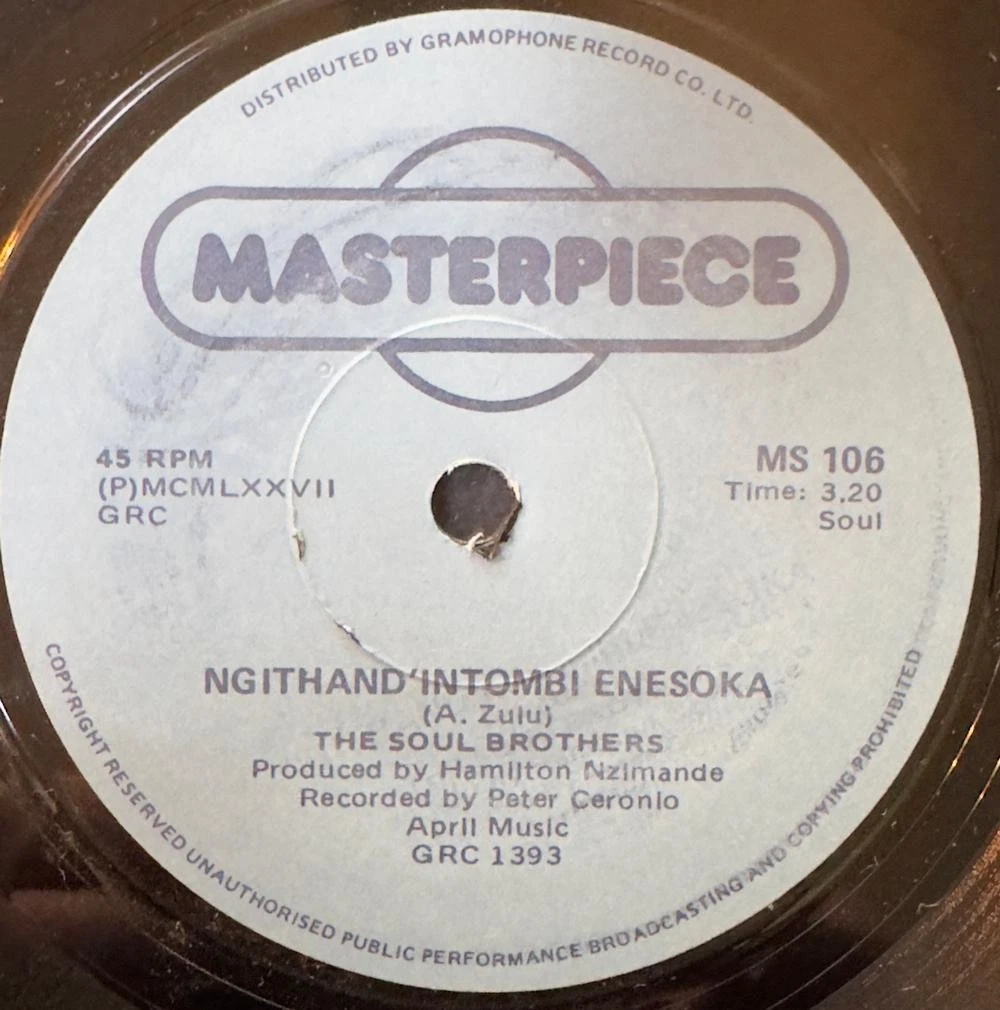 DISTRIBUTED BY GRAMOPHONE RECORD CO. LTD.
MASTERPIECE
45 RPM
(P)MCMLXXVII
GRC
MS 106
Time: 3.20
Soul
NGITHAND'INTOMBI ENESOKA
(A. Zulu)
THE SOUL BROTHERS
Produced by Hamilton Nzimande
Recorded by Peter Ceronio
April Music
GRC 1393
COPYRIGHT RESERVED UNAUTHORISED PUBLIC PERFORMANCE BROADCASTING AND COPYING PROHIBITED